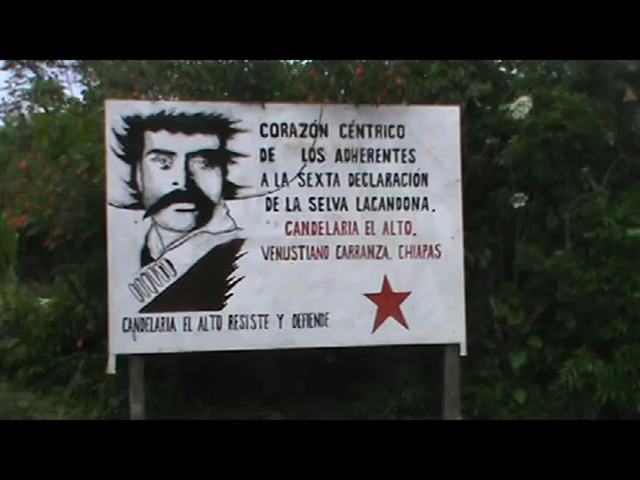 CORAZÓN CÉNTRICO
DE LOS ADHERENTES
A LA SEXTA DECLARACIÓN
DE LA SELVA LACANDONA.
CANDELARIA EL ALTO.
VENUSTIANO CARRANZA. CHIAPAS
CANDELARIA EL ALTO RESISTE Y DEFIENDE